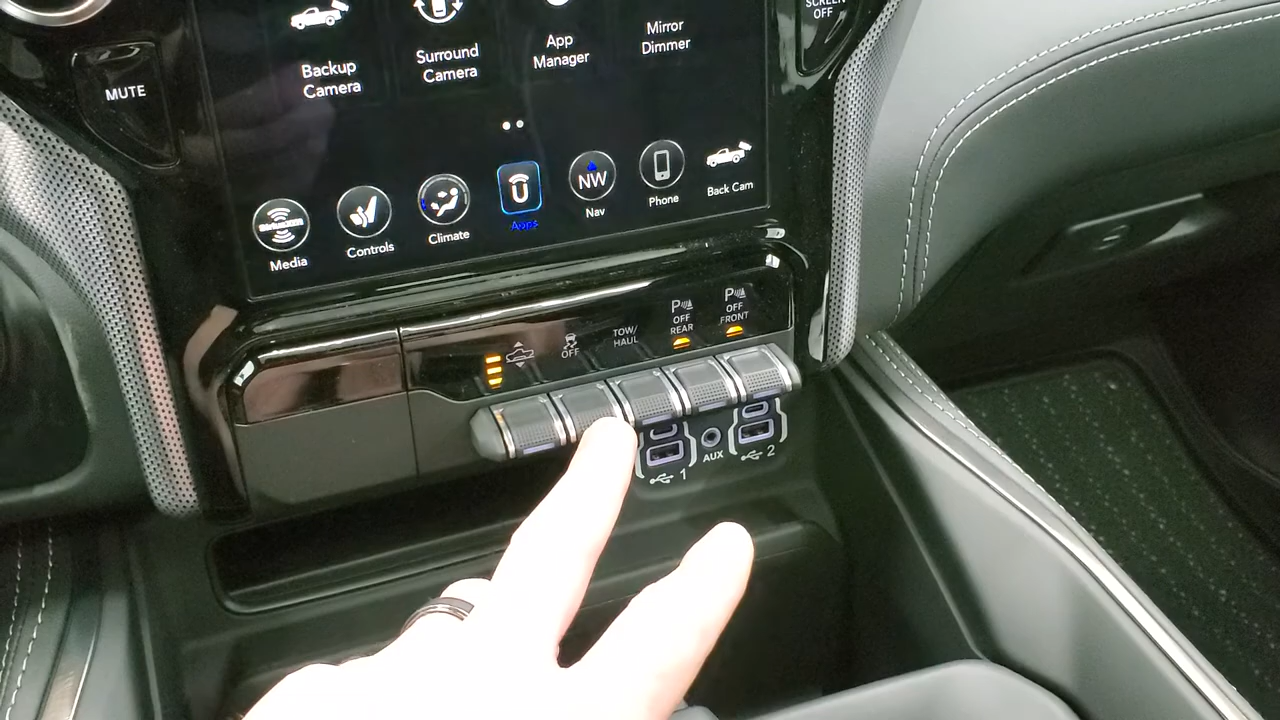 SCREEN
OFF
MUTE
Backup
Camera
Surround
Camera
App
Manager
Mirror
Dimmer
Media
Controls
Climate
Apps
NW
Nav
Phone
Back Cam
OFF
TOW/
HAUL
P
OFF
REAR
P
OFF
FRONT
1
AUX
2